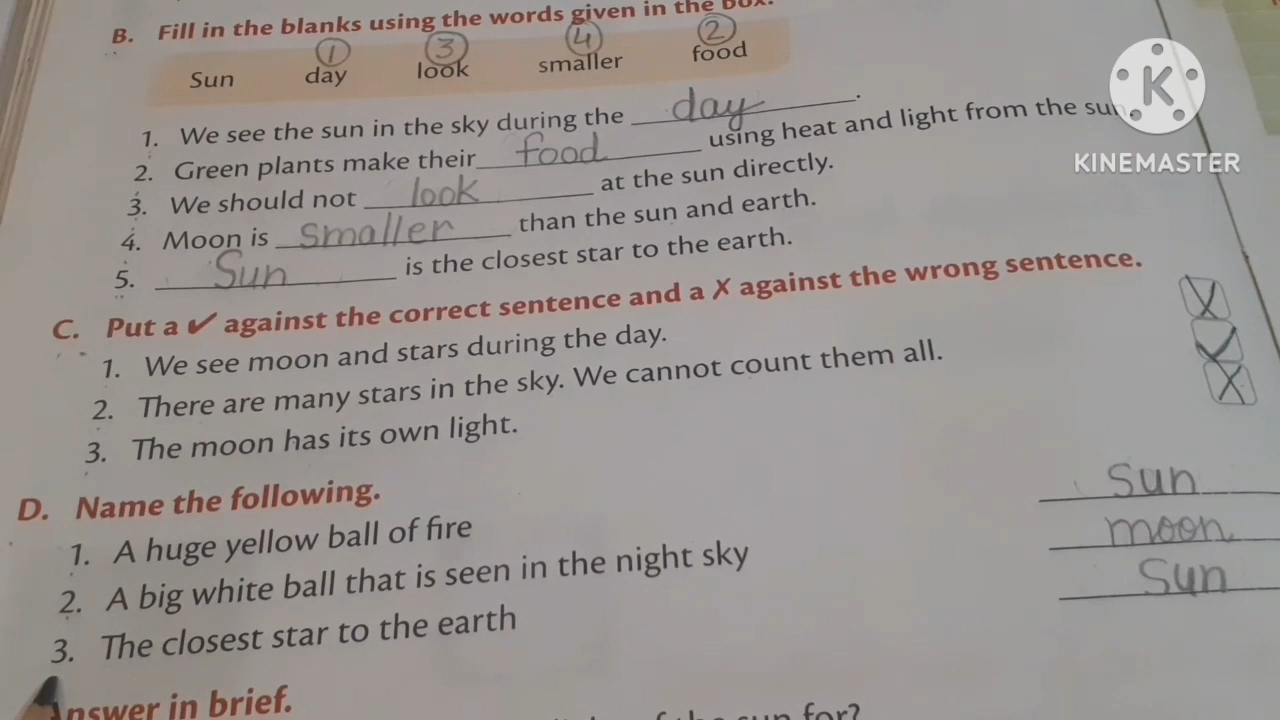 B. Fill in the blanks using the words given in the box.
① ③ ④ ②
Sun day look smaller food
1. We see the sun in the sky during the day.
2. Green plants make their food using heat and light from the sun.
3. We should not look at the sun directly.
4. Moon is smaller than the sun and earth.
5. Sun is the closest star to the earth.
KINEMASTER
C. Put a ✔ against the correct sentence and a ✗ against the wrong sentence.
1. We see moon and stars during the day. ✗
2. There are many stars in the sky. We cannot count them all. ✓
3. The moon has its own light. ✗
D. Name the following.
1. A huge yellow ball of fire Sun
2. A big white ball that is seen in the night sky moon
3. The closest star to the earth Sun
nswer in brief.
the sun for?